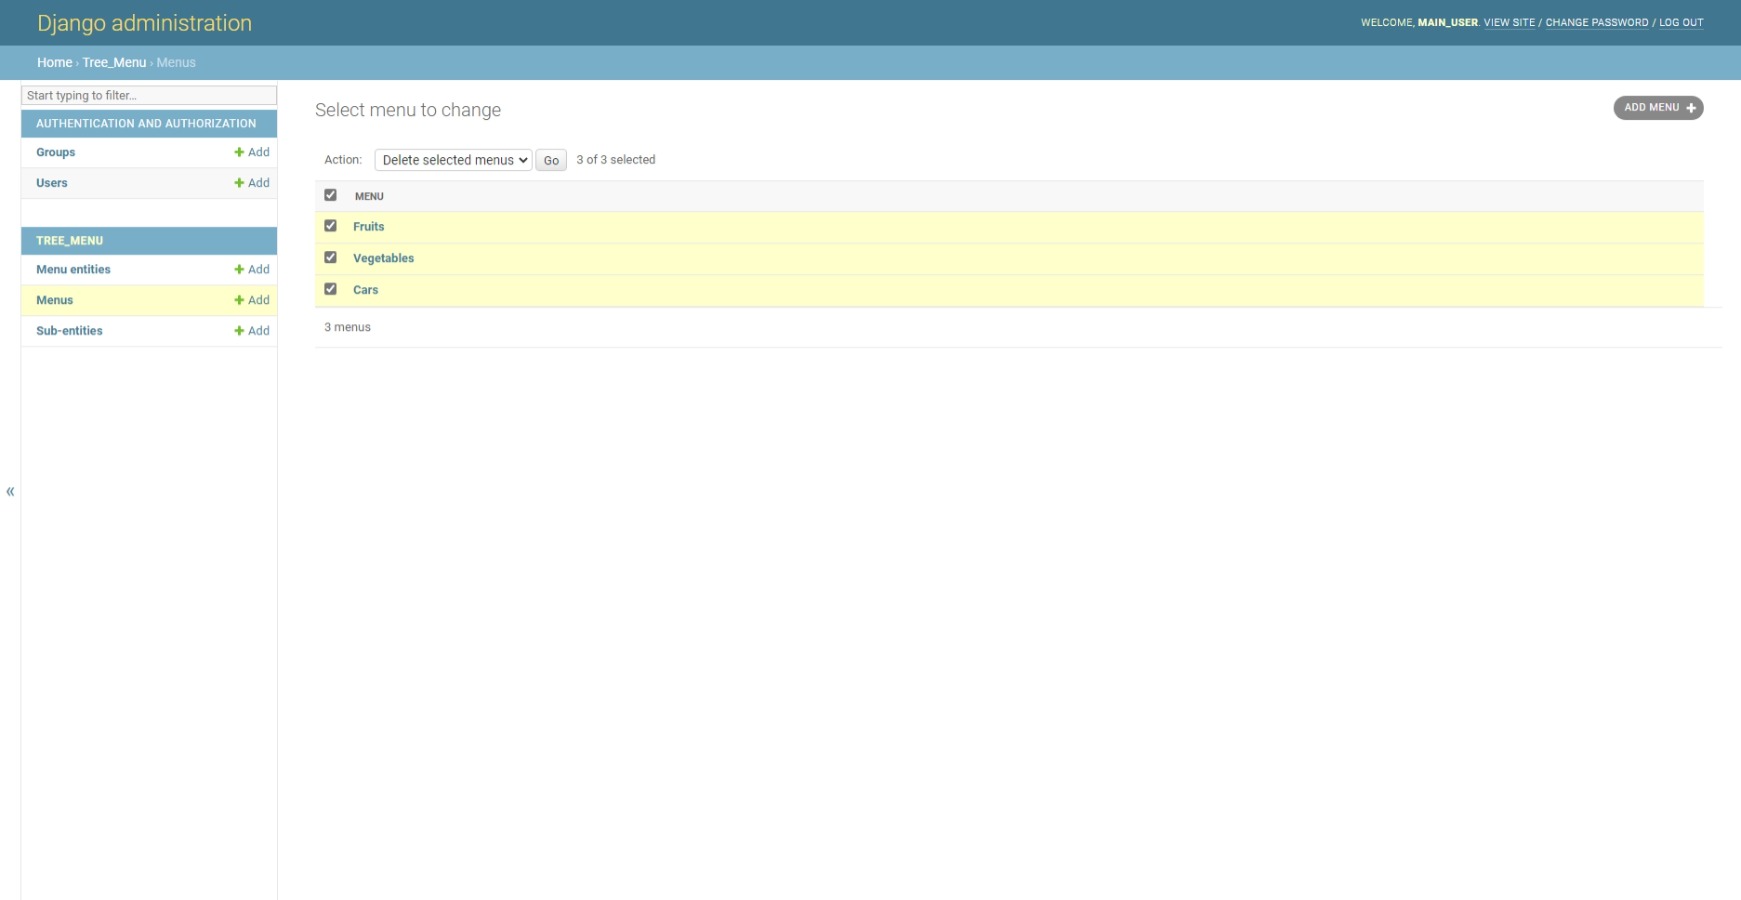 Django administration
WELCOME, MAIN_USER. VIEW SITE / CHANGE PASSWORD / LOG OUT
Home › Tree_Menu › Menus
Start typing to filter...
AUTHENTICATION AND AUTHORIZATION
Groups + Add
Users + Add
TREE_MENU
Menu entities + Add
Menus + Add
Sub-entities + Add
«
Select menu to change
ADD MENU +
Action: Delete selected menus Go 3 of 3 selected
MENU
Fruits
Vegetables
Cars
3 menus